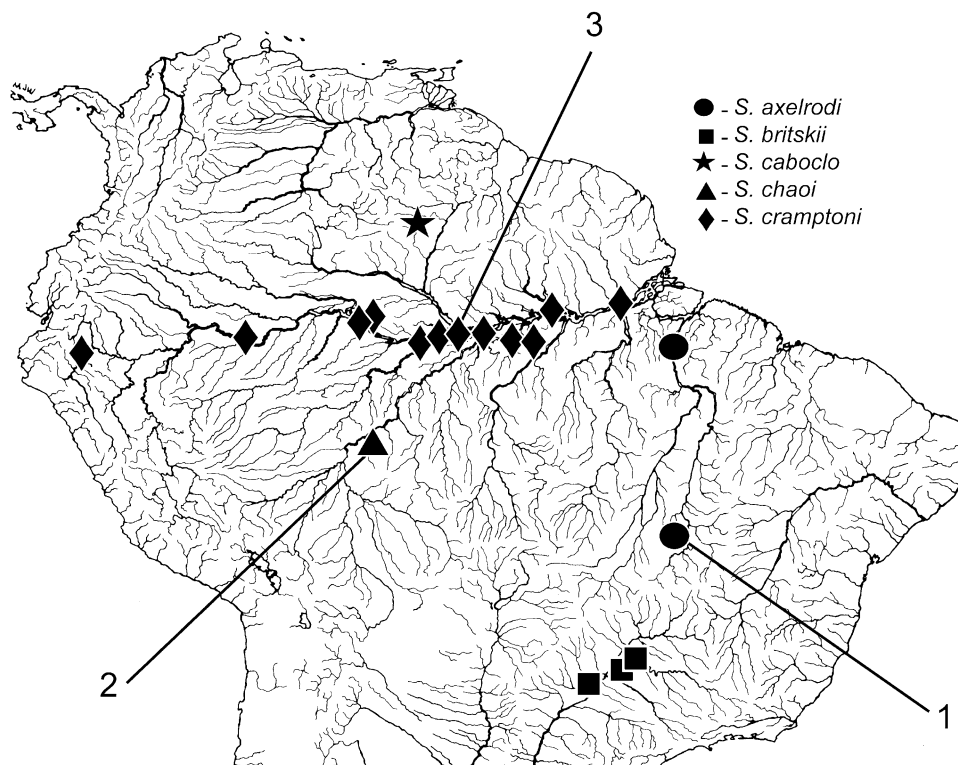 3
● - S. axelrodi
■ - S. britskii
★ - S. caboclo
▲ - S. chaoi
♦ - S. cramptoni
2
1